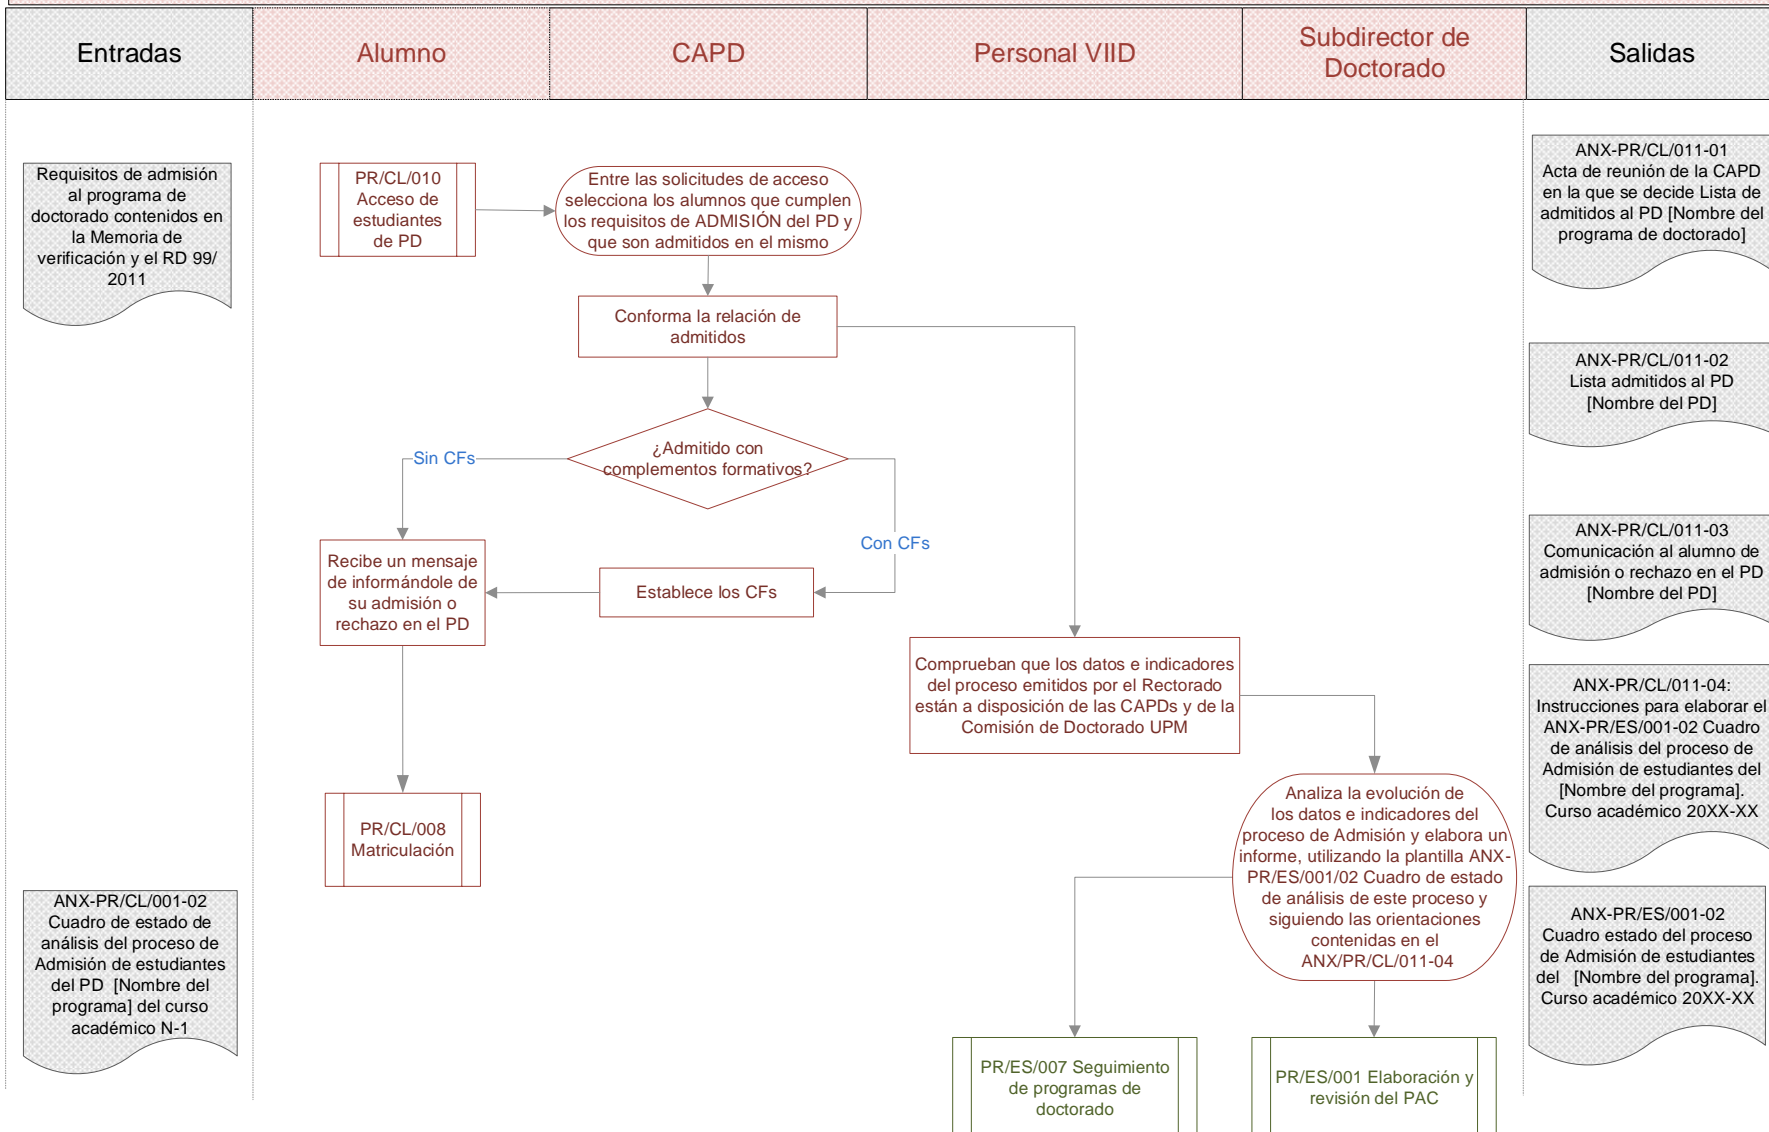 Entradas
Alumno
CAPD
Personal VIID
Subdirector de
Doctorado
Salidas
Requisitos de admisión
al programa de
doctorado contenidos en
la Memoria de
verificación y el RD 99/
2011
PR/CL/010
Acceso de
estudiantes
de PD
Entre las solicitudes de acceso
selecciona los alumnos que cumplen
los requisitos de ADMISIÓN del PD y
que son admitidos en el mismo
ANX-PR/CL/011-01
Acta de reunión de la CAPD
en la que se decide Lista de
admitidos al PD [Nombre del
programa de doctorado]
Conforma la relación de
admitidos
ANX-PR/CL/011-02
Lista admitidos al PD
[Nombre del PD]
¿Admitido con
complementos formativos?
Sin CFs
Con CFs
Recibe un mensaje
de informándole de
su admisión o
rechazo en el PD
Establece los CFs
ANX-PR/CL/011-03
Comunicación al alumno de
admisión o rechazo en el PD
[Nombre del PD]
Comprueban que los datos e indicadores
del proceso emitidos por el Rectorado
están a disposición de las CAPDs y de la
Comisión de Doctorado UPM
ANX-PR/CL/011-04:
Instrucciones para elaborar el
ANX-PR/ES/001-02 Cuadro
de análisis del proceso de
Admisión de estudiantes del
[Nombre del programa].
Curso académico 20XX-XX
PR/CL/008
Matriculación
Analiza la evolución de
los datos e indicadores del
proceso de Admisión y elabora un
informe, utilizando la plantilla ANX-
PR/ES/001/02 Cuadro de estado
de análisis de este proceso y
siguiendo las orientaciones
contenidas en el
ANX/PR/CL/011-04
ANX-PR/CL/001-02
Cuadro de estado de
análisis del proceso de
Admisión de estudiantes
del PD [Nombre del
programa] del curso
académico N-1
ANX-PR/ES/001-02
Cuadro estado del proceso
de Admisión de estudiantes
del [Nombre del programa].
Curso académico 20XX-XX
PR/ES/007 Seguimiento
de programas de
doctorado
PR/ES/001 Elaboración y
revisión del PAC